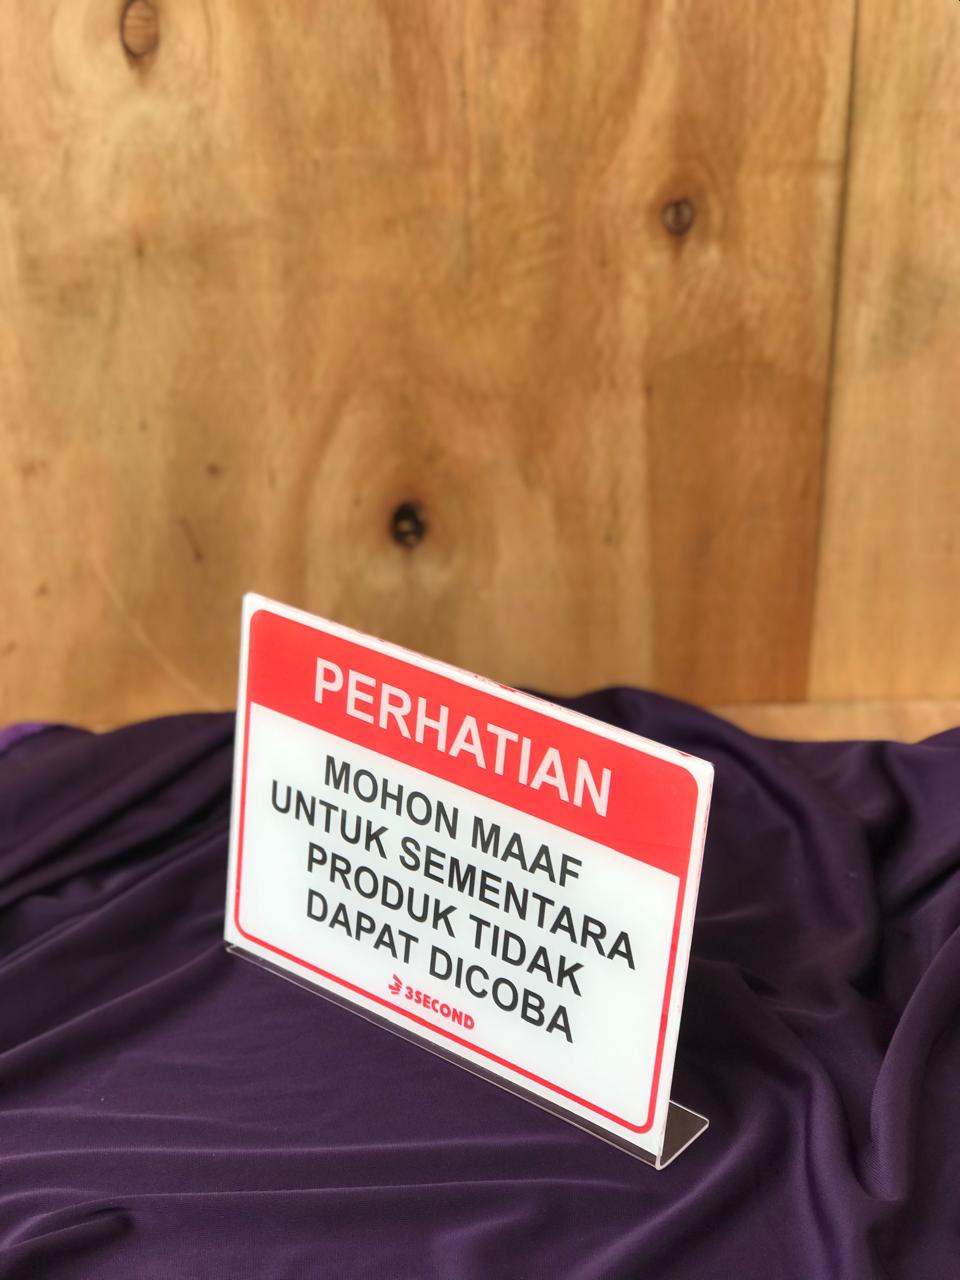 PERHATIAN
MOHON MAAF
UNTUK SEMENTARA
PRODUK TIDAK
DAPAT DICOBA
3SECOND